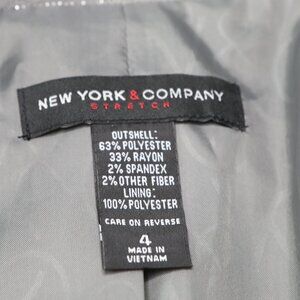 NEW YORK & COMPANY
STRETCH
OUTSHELL:
63% POLYESTER
33% RAYON
2% SPANDEX
2% OTHER FIBER
LINING:
100% POLYESTER
CARE ON REVERSE
4
MADE IN
VIETNAM